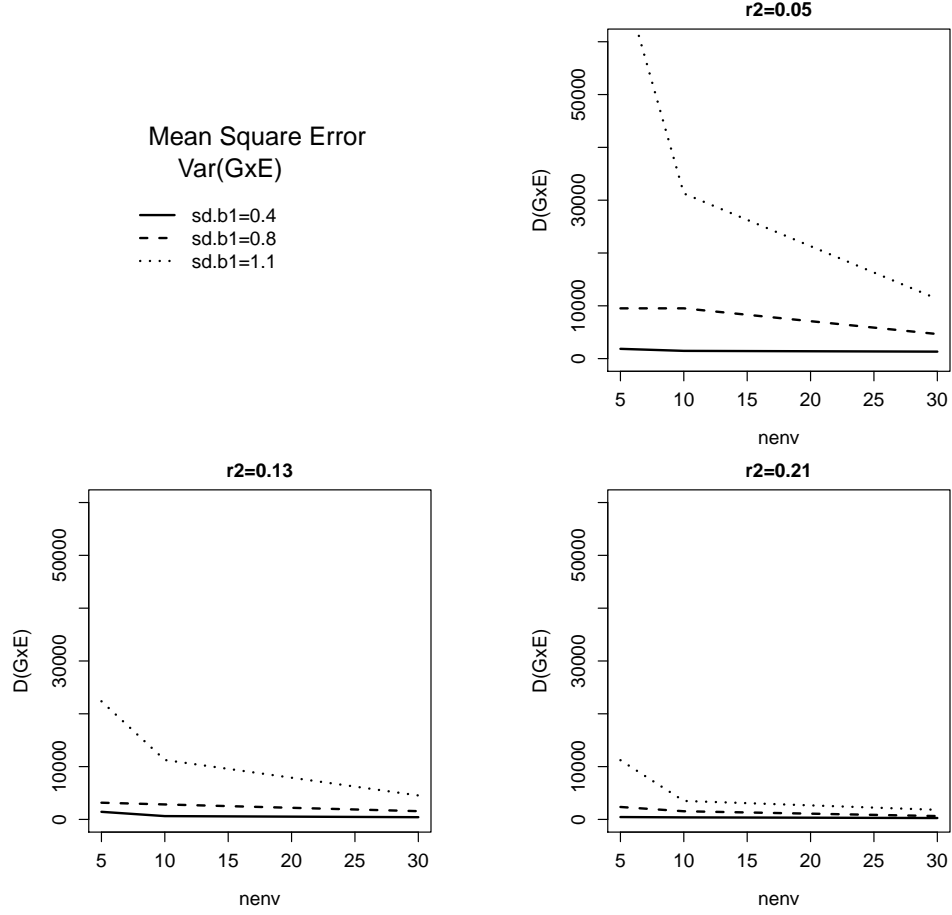 Mean Square Error
Var(GxE)
sd.b1=0.4
sd.b1=0.8
sd.b1=1.1
r2=0.05
D(GxE)
50000
30000
10000
0
5 10 15 20 25 30
nenv
r2=0.13
D(GxE)
50000
30000
10000
0
5 10 15 20 25 30
nenv
r2=0.21
D(GxE)
50000
30000
10000
0
5 10 15 20 25 30
nenv